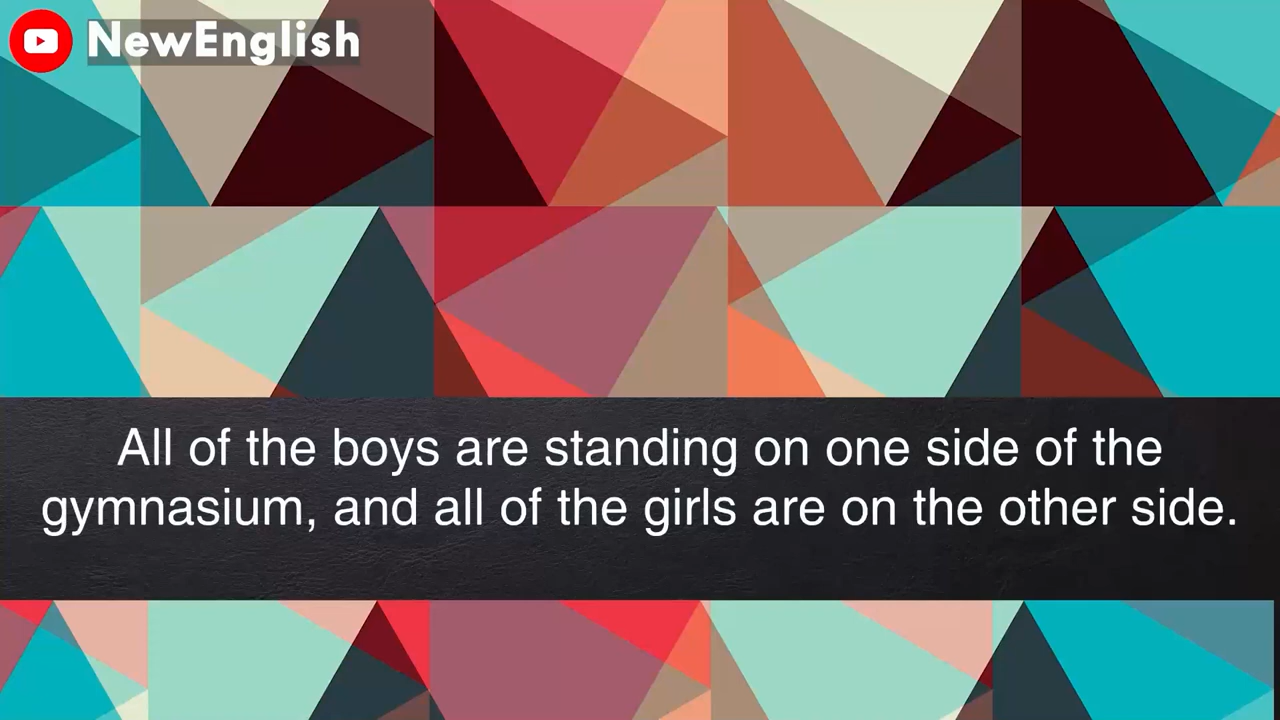 NewEnglish
All of the boys are standing on one side of the
gymnasium, and all of the girls are on the other side.